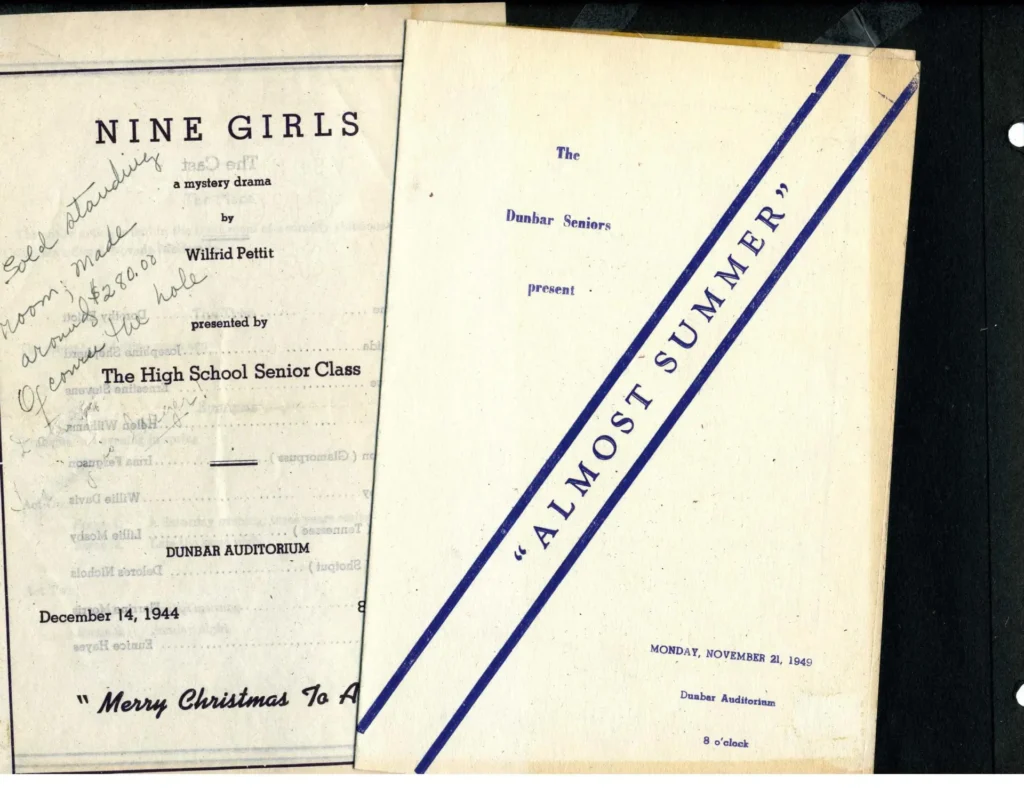 NINE GIRLS
a mystery drama
by
Wilfrid Pettit
presented by
The High School Senior Class
DUNBAR AUDITORIUM
December 14, 1944 8
" Merry Christmas To A
Sold standing
room; made
around $280.00
Of course the hole
The
Dunbar Seniors
present
"ALMOST SUMMER"
MONDAY, NOVEMBER 21, 1949
Dunbar Auditorium
8 o'clock